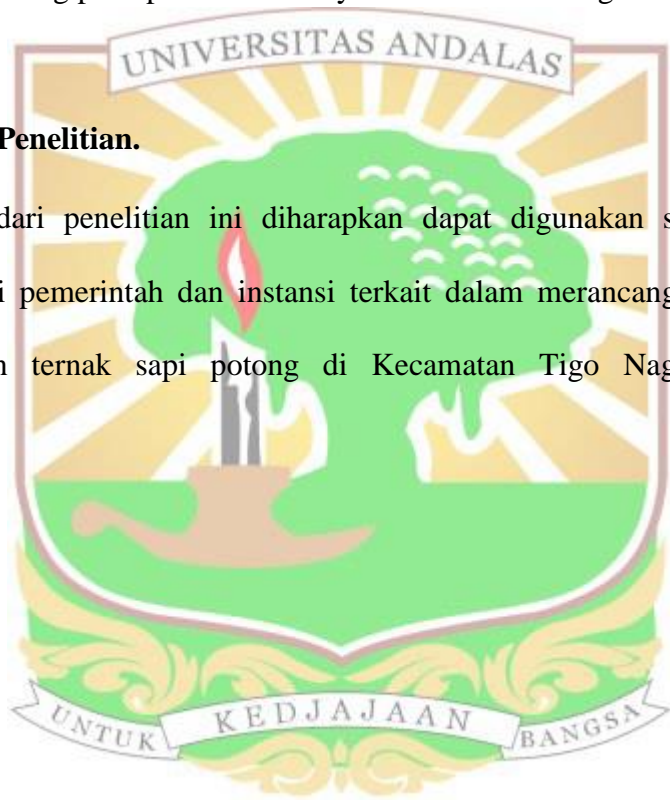 UNIVERSITAS ANDALAS
Penelitian.
dari penelitian ini diharapkan dapat digunakan
pemerintah dan instansi terkait dalam merancang
ternak sapi potong di Kecamatan Tigo
UNTUK KEDJAJAAN BANGSA